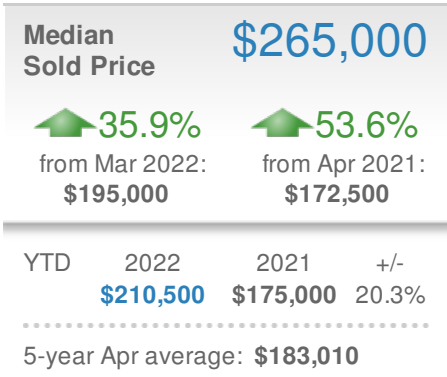 Median $265,000
Sold Price
35.9% 53.6%
from Mar 2022: from Apr 2021:
$195,000 $172,500
YTD 2022 2021 +/-
$210,500 $175,000 20.3%
5-year Apr average: $183,010